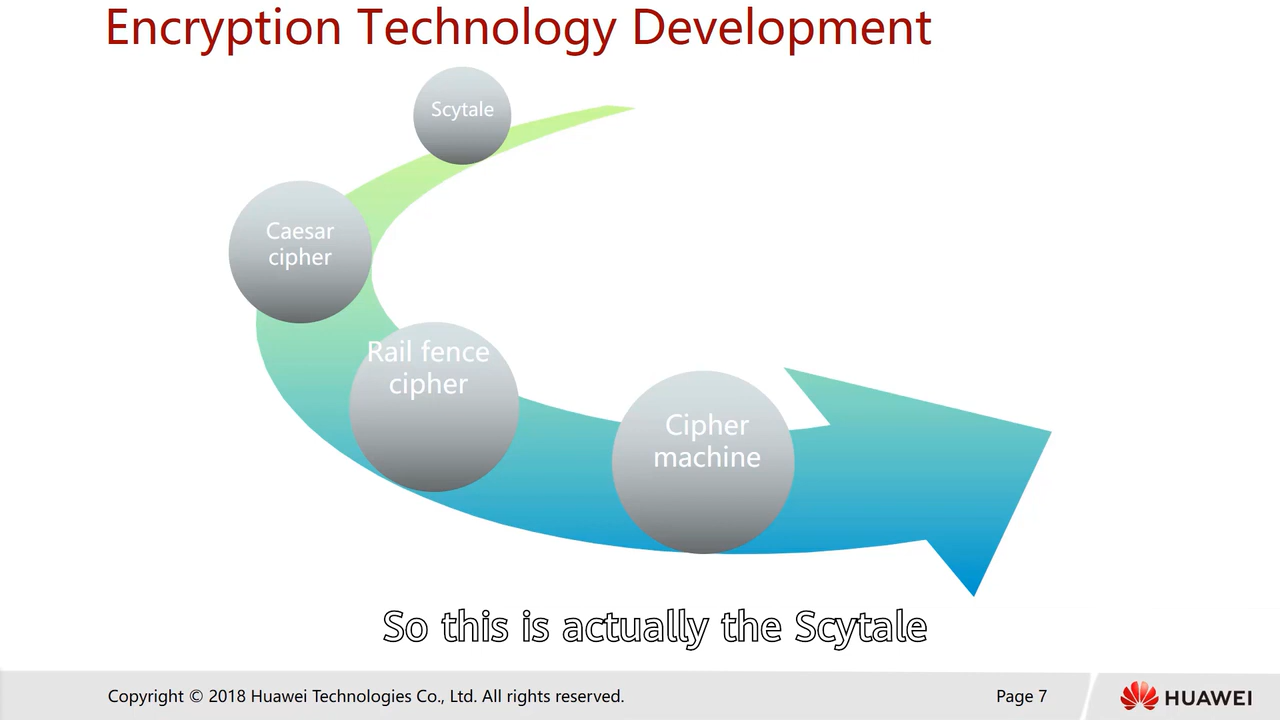 Encryption Technology Development
Scytale
Caesar
cipher
Rail fence
cipher
Cipher
machine
So this is actually the Scytale
Copyright © 2018 Huawei Technologies Co., Ltd. All rights reserved.
Page 7
HUAWEI